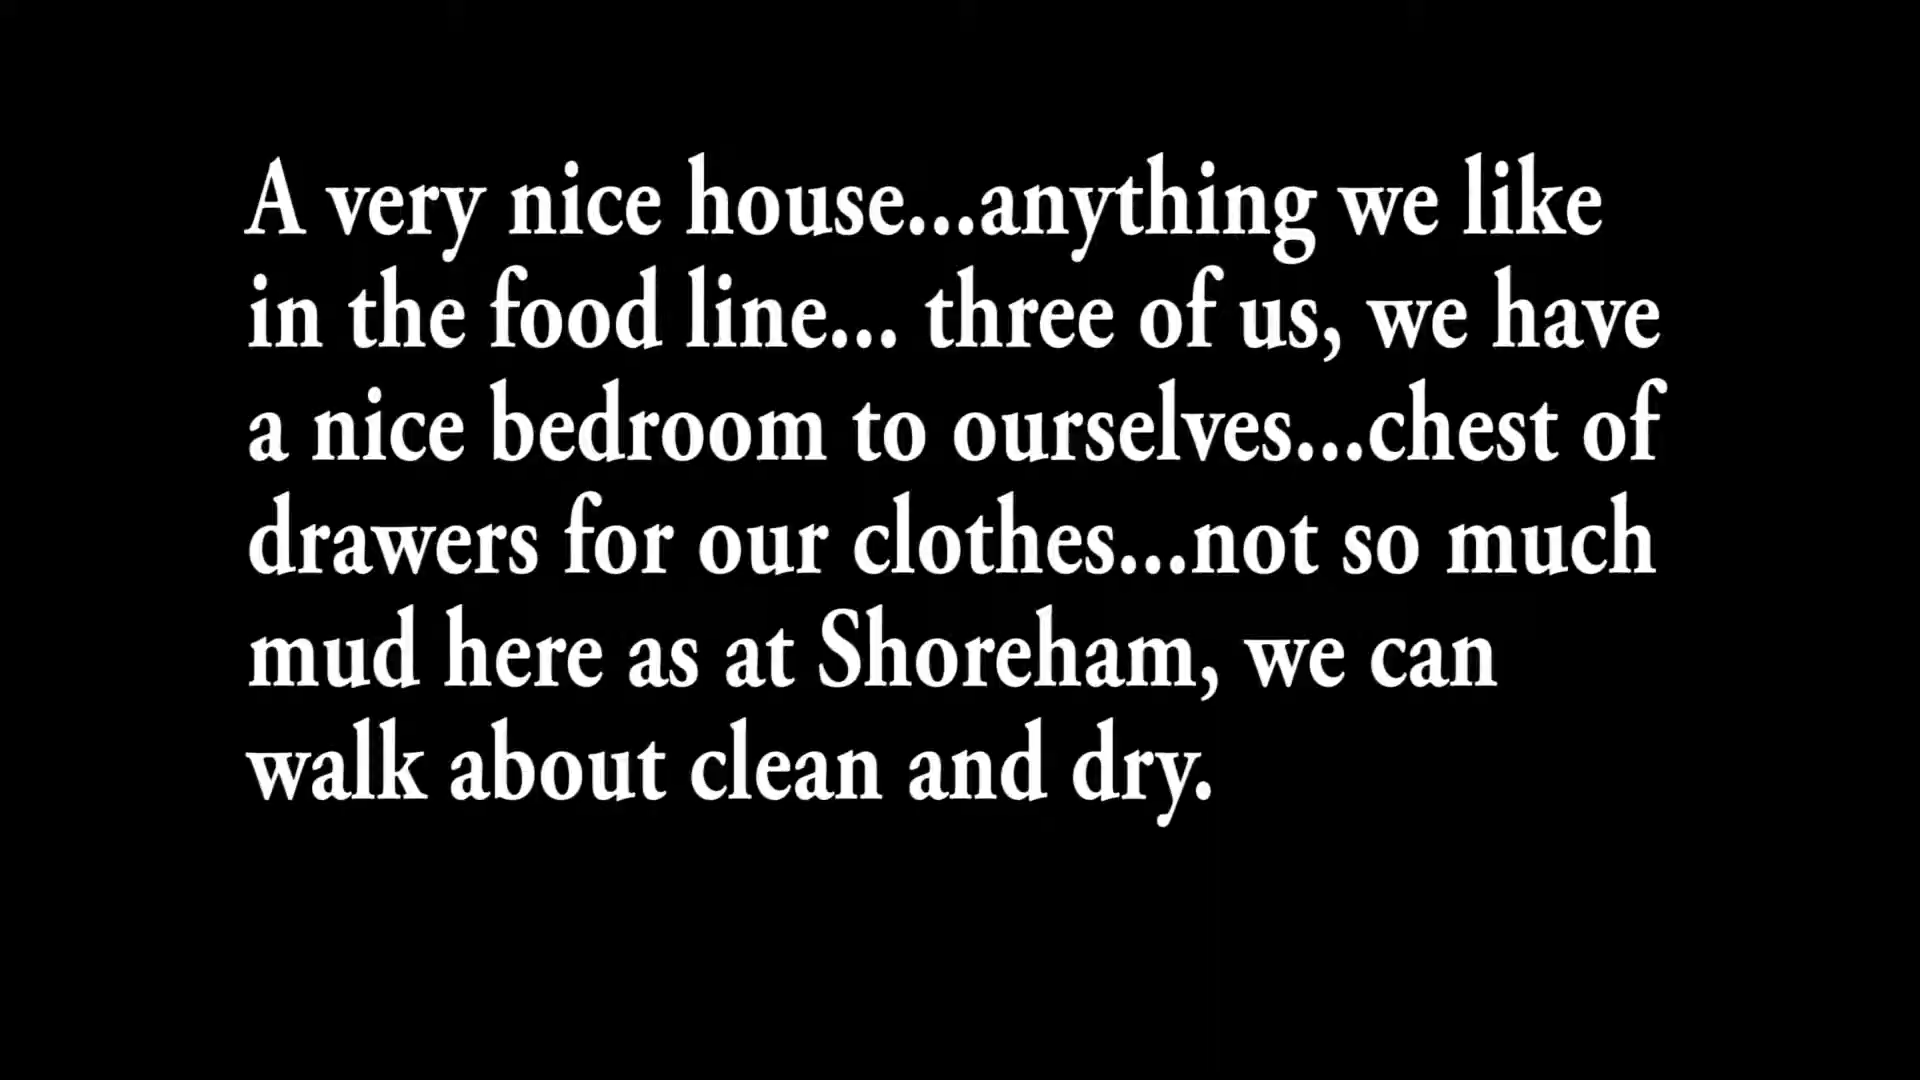 A very nice house...anything we like
in the food line... three of us, we have
a nice bedroom to ourselves...chest of
drawers for our clothes...not so much
mud here as at Shoreham, we can
walk about clean and dry.